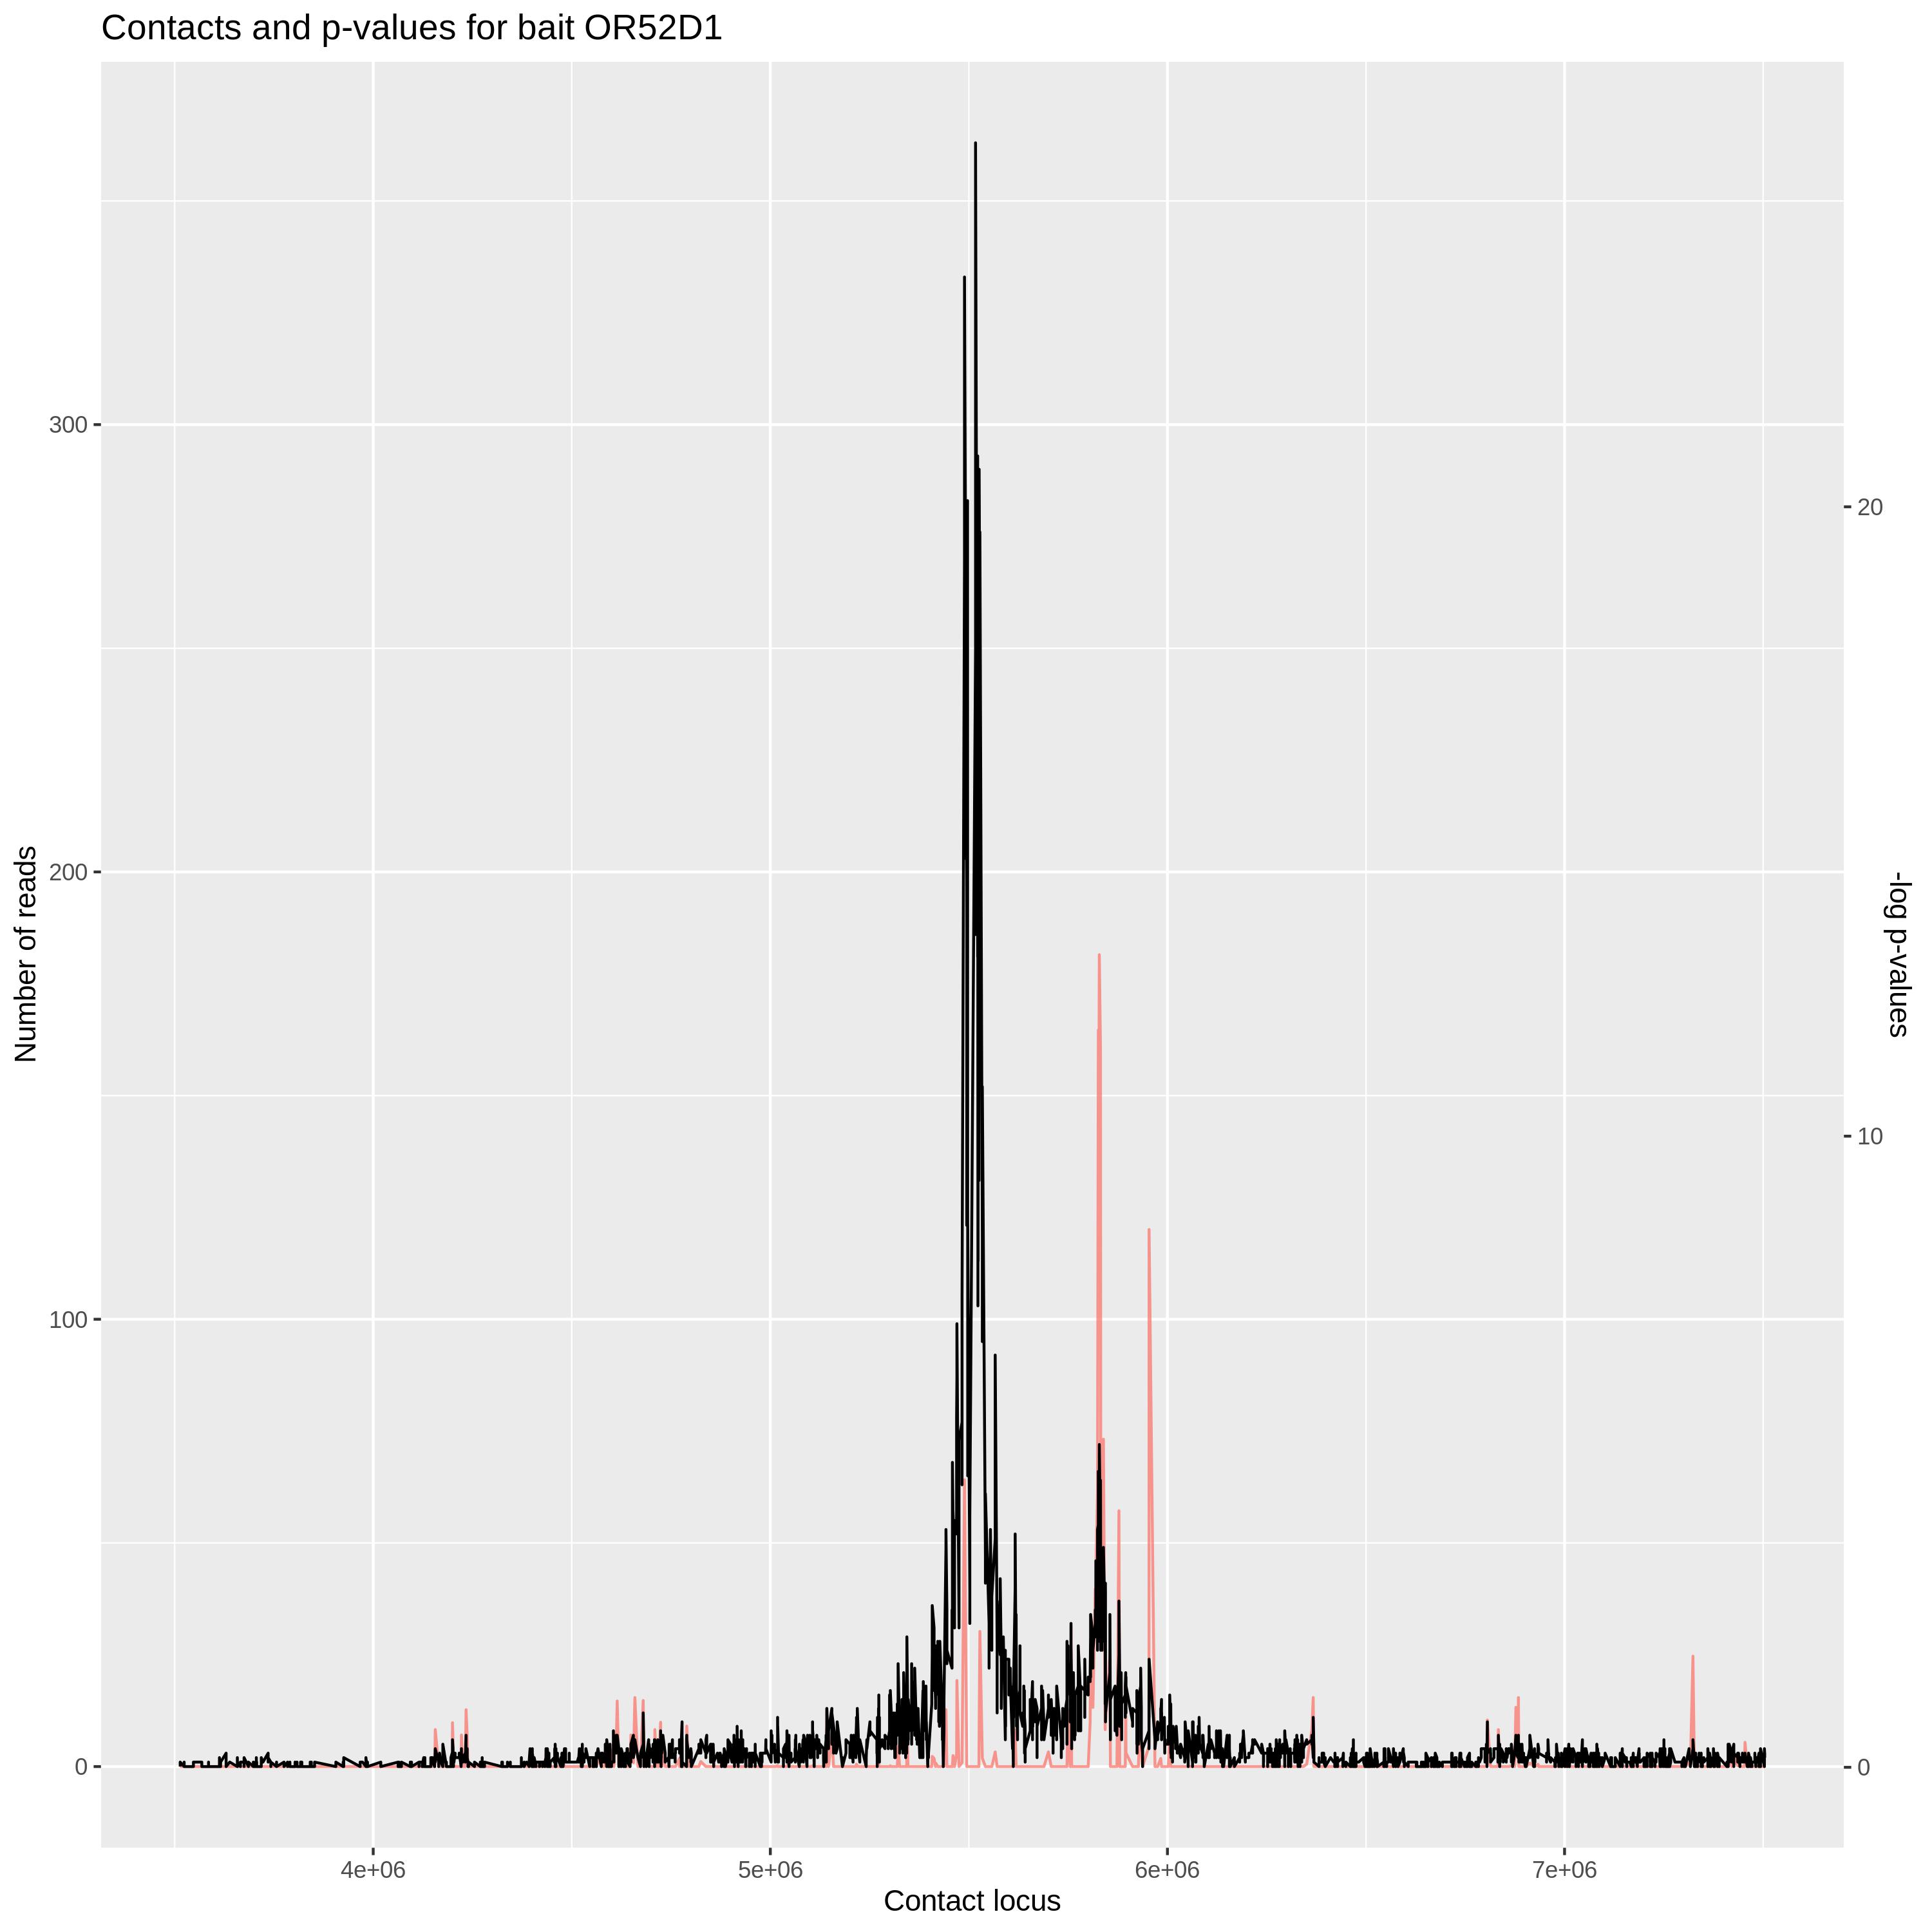 Contacts and p-values for bait OR52D1
Number of reads
300
200
100
0
20
10
0
-log p-values
4e+06
5e+06
6e+06
7e+06
Contact locus